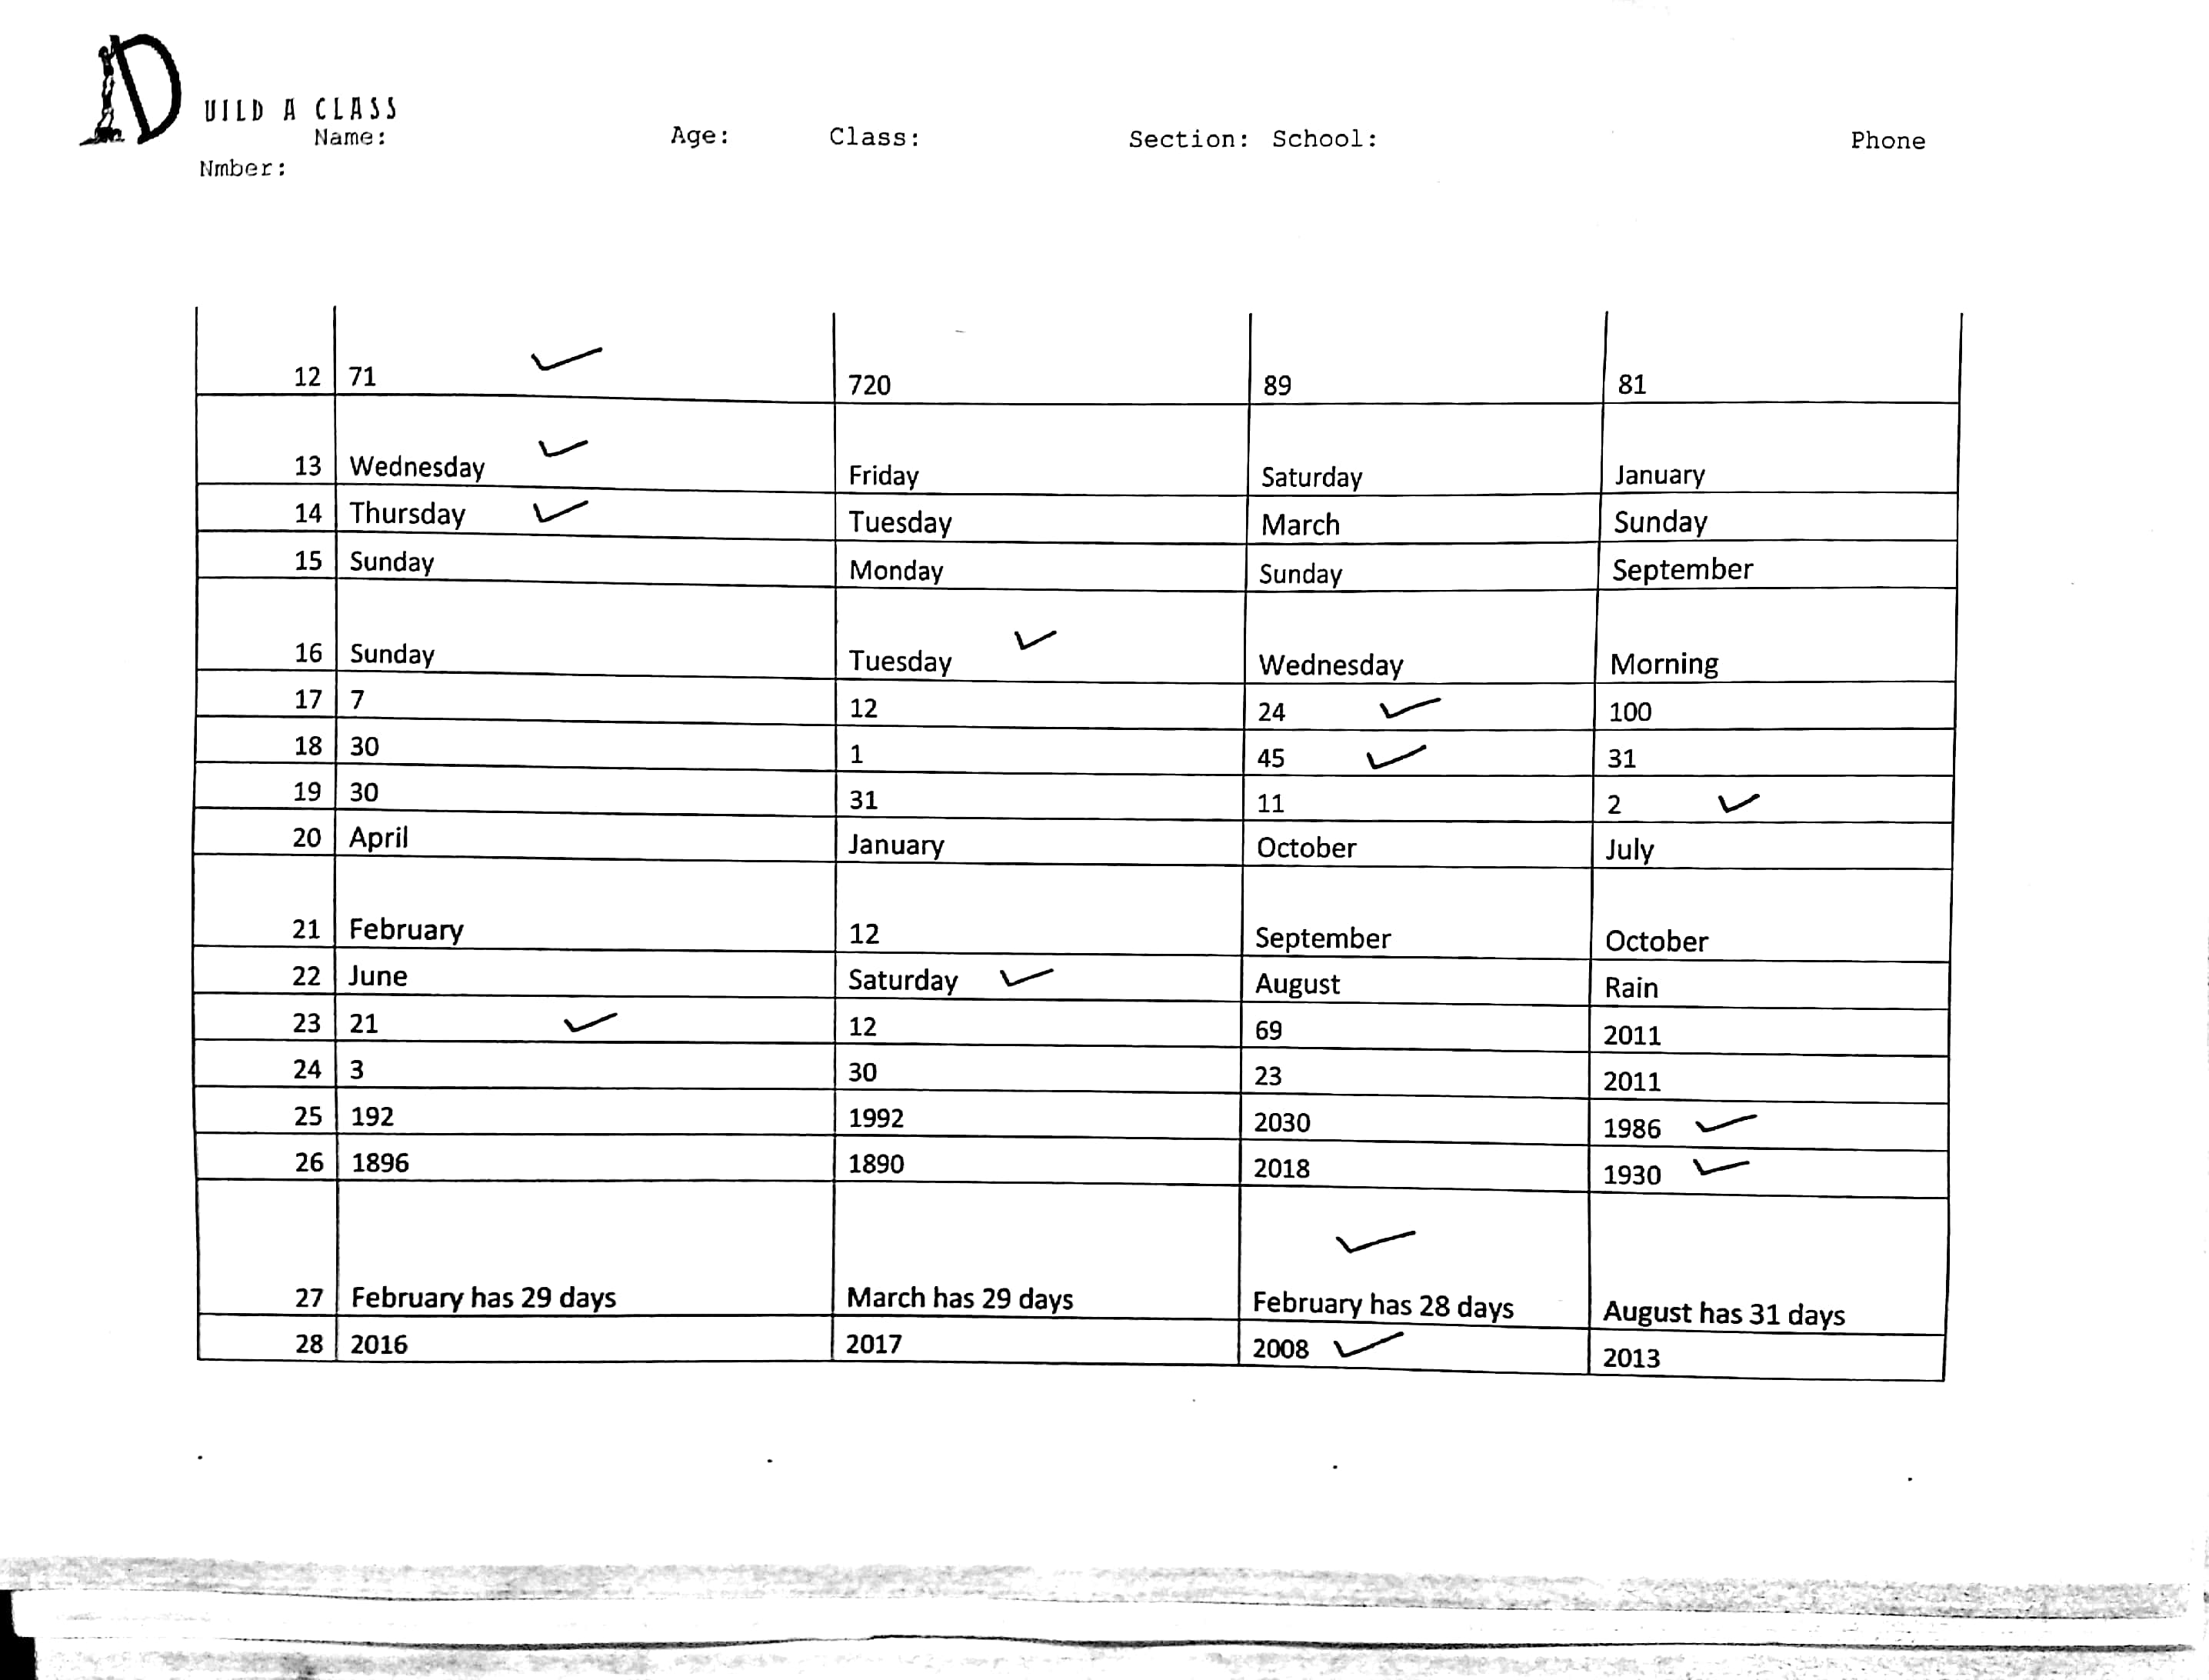 UILD A CLASS
Name: Age: Class: Section: School: Phone
Nmber:
12 71 ✓ 720 89 81
13 Wednesday ✓ Friday Saturday January
14 Thursday ✓ Tuesday March Sunday
15 Sunday Monday Sunday September
16 Sunday Tuesday ✓ Wednesday Morning
17 7 12 24 ✓ 100
18 30 1 45 ✓ 31
19 30 31 11 2 ✓
20 April January October July
21 February 12 September October
22 June Saturday ✓ August Rain
23 21 ✓ 12 69 2011
24 3 30 23 2011
25 192 1992 2030 1986 ✓
26 1896 1890 2018 1930 ✓
27 February has 29 days March has 29 days February has 28 days ✓ August has 31 days
28 2016 2017 2008 ✓ 2013